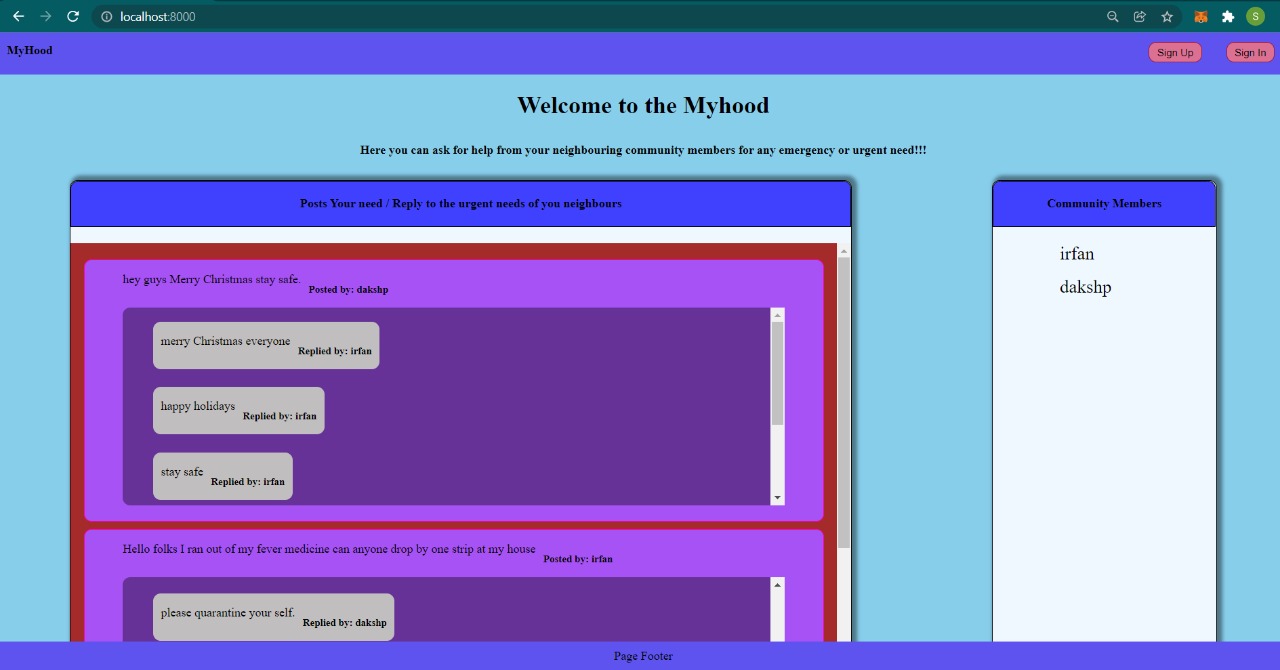 localhost:8000
S
MyHood
Sign Up
Sign In
Welcome to the Myhood
Here you can ask for help from your neighbouring community members for any emergency or urgent need!!!
Posts Your need / Reply to the urgent needs of you neighbours
hey guys Merry Christmas stay safe. Posted by: dakshp
merry Christmas everyone Replied by: irfan
happy holidays Replied by: irfan
stay safe Replied by: irfan
Hello folks I ran out of my fever medicine can anyone drop by one strip at my house Posted by: irfan
please quarantine your self. Replied by: dakshp
Community Members
irfan
dakshp
Page Footer